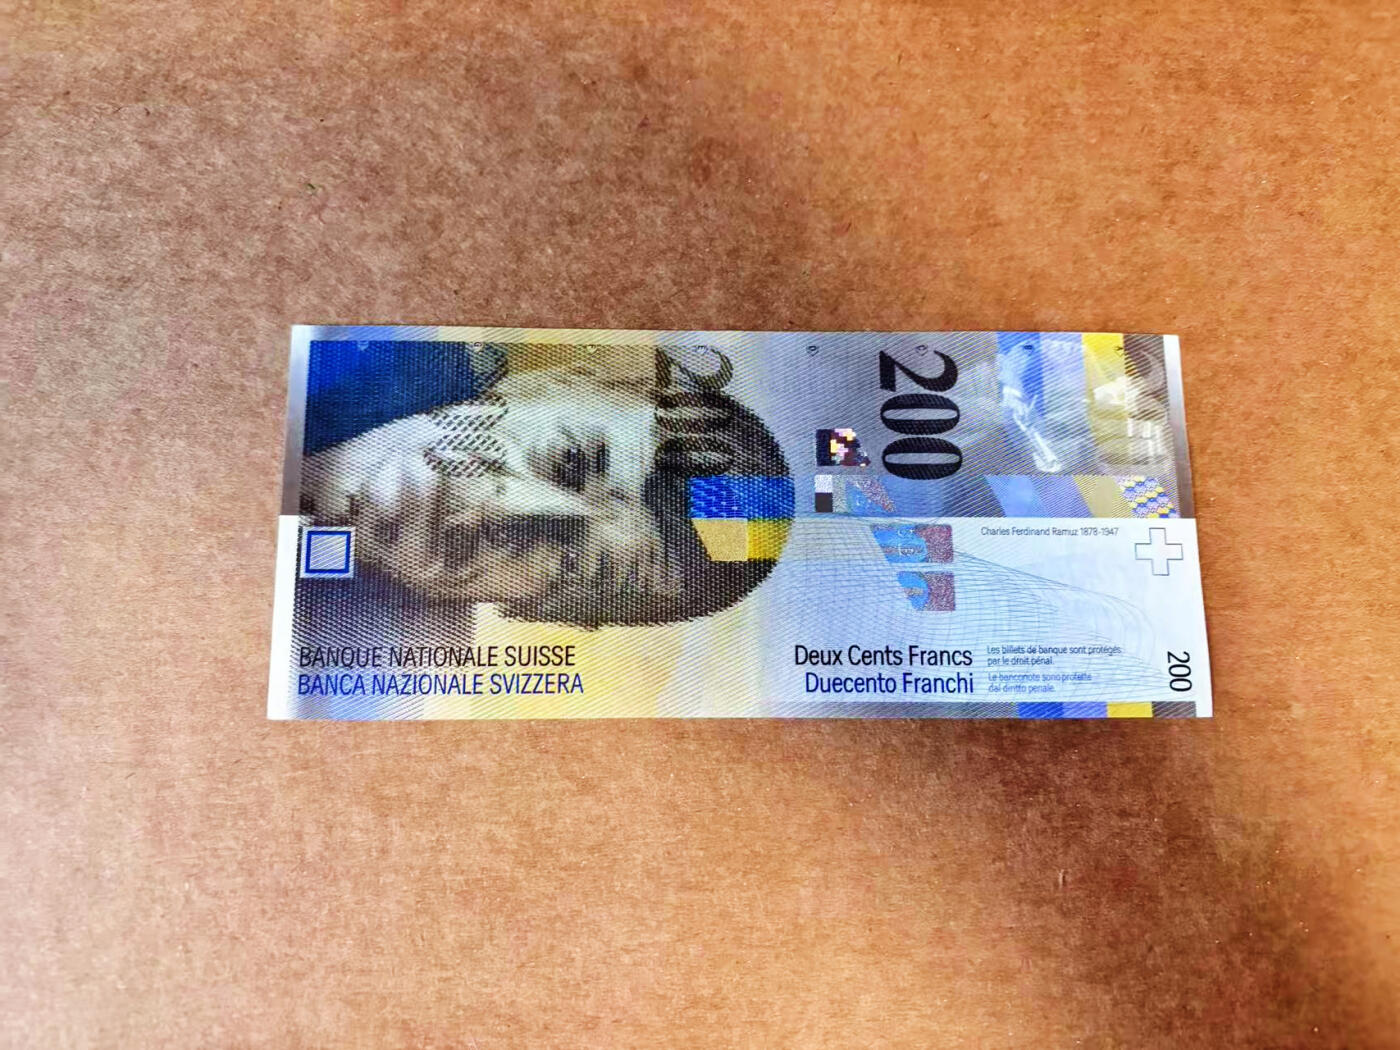 200
200
Charles Ferdinand Ramuz 1878-1947
BANQUE NATIONALE SUISSE
BANCA NAZIONALE SVIZZERA
Deux Cents Francs
Duecento Franchi
Les billets de banque sont protégés
par le droit pénal.
Le banconote sono protette
dal diritto penale.
200